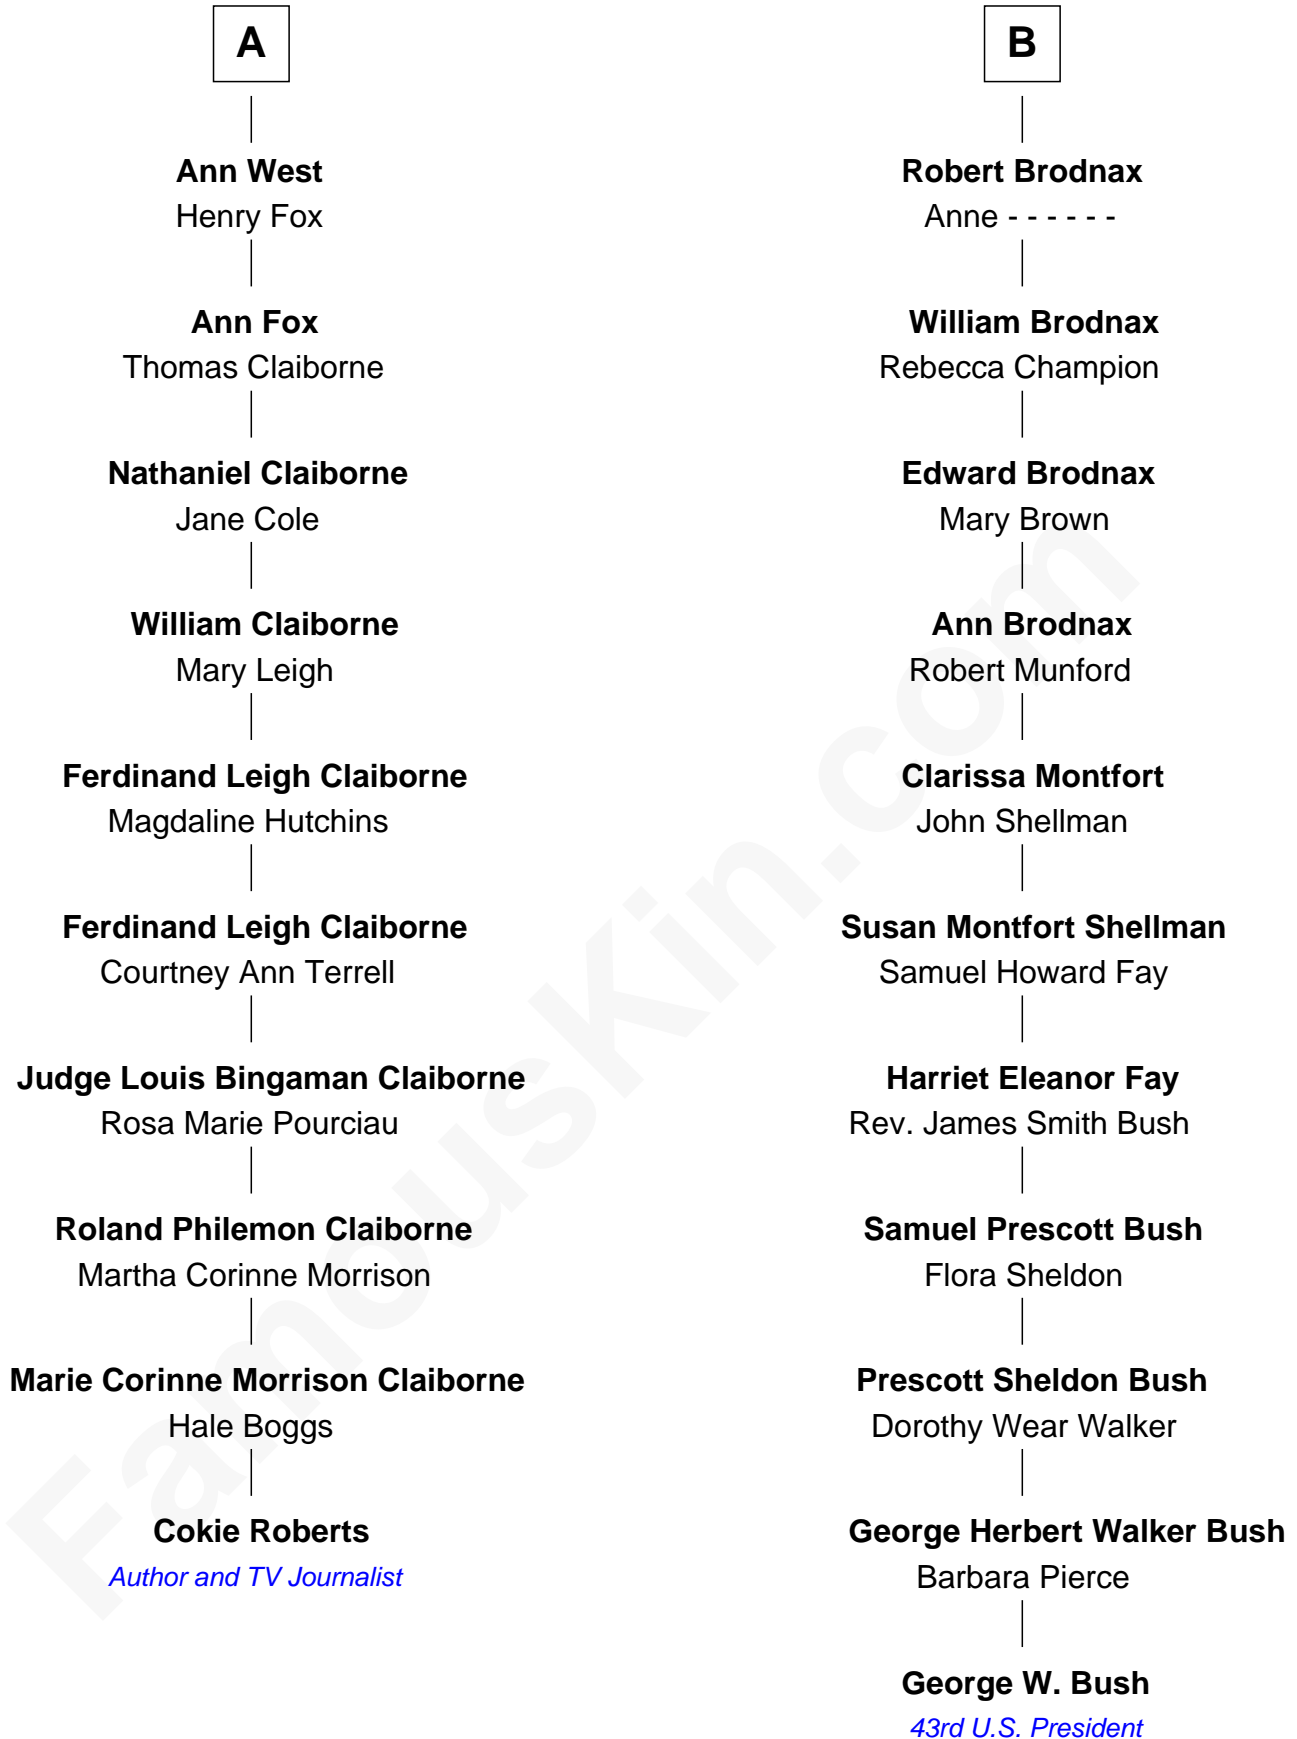 A
Ann West
Henry Fox
Ann Fox
Thomas Claiborne
Nathaniel Claiborne
Jane Cole
William Claiborne
Mary Leigh
Ferdinand Leigh Claiborne
Magdaline Hutchins
Ferdinand Leigh Claiborne
Courtney Ann Terrell
Judge Louis Bingaman Claiborne
Rosa Marie Pourciau
Roland Philemon Claiborne
Martha Corinne Morrison
Marie Corinne Morrison Claiborne
Hale Boggs
Cokie Roberts
Author and TV Journalist
B
Robert Brodnax
Anne - - - - - -
William Brodnax
Rebecca Champion
Edward Brodnax
Mary Brown
Ann Brodnax
Robert Munford
Clarissa Montfort
John Shellman
Susan Montfort Shellman
Samuel Howard Fay
Harriet Eleanor Fay
Rev. James Smith Bush
Samuel Prescott Bush
Flora Sheldon
Prescott Sheldon Bush
Dorothy Wear Walker
George Herbert Walker Bush
Barbara Pierce
George W. Bush
43rd U.S. President
FamousKin.com